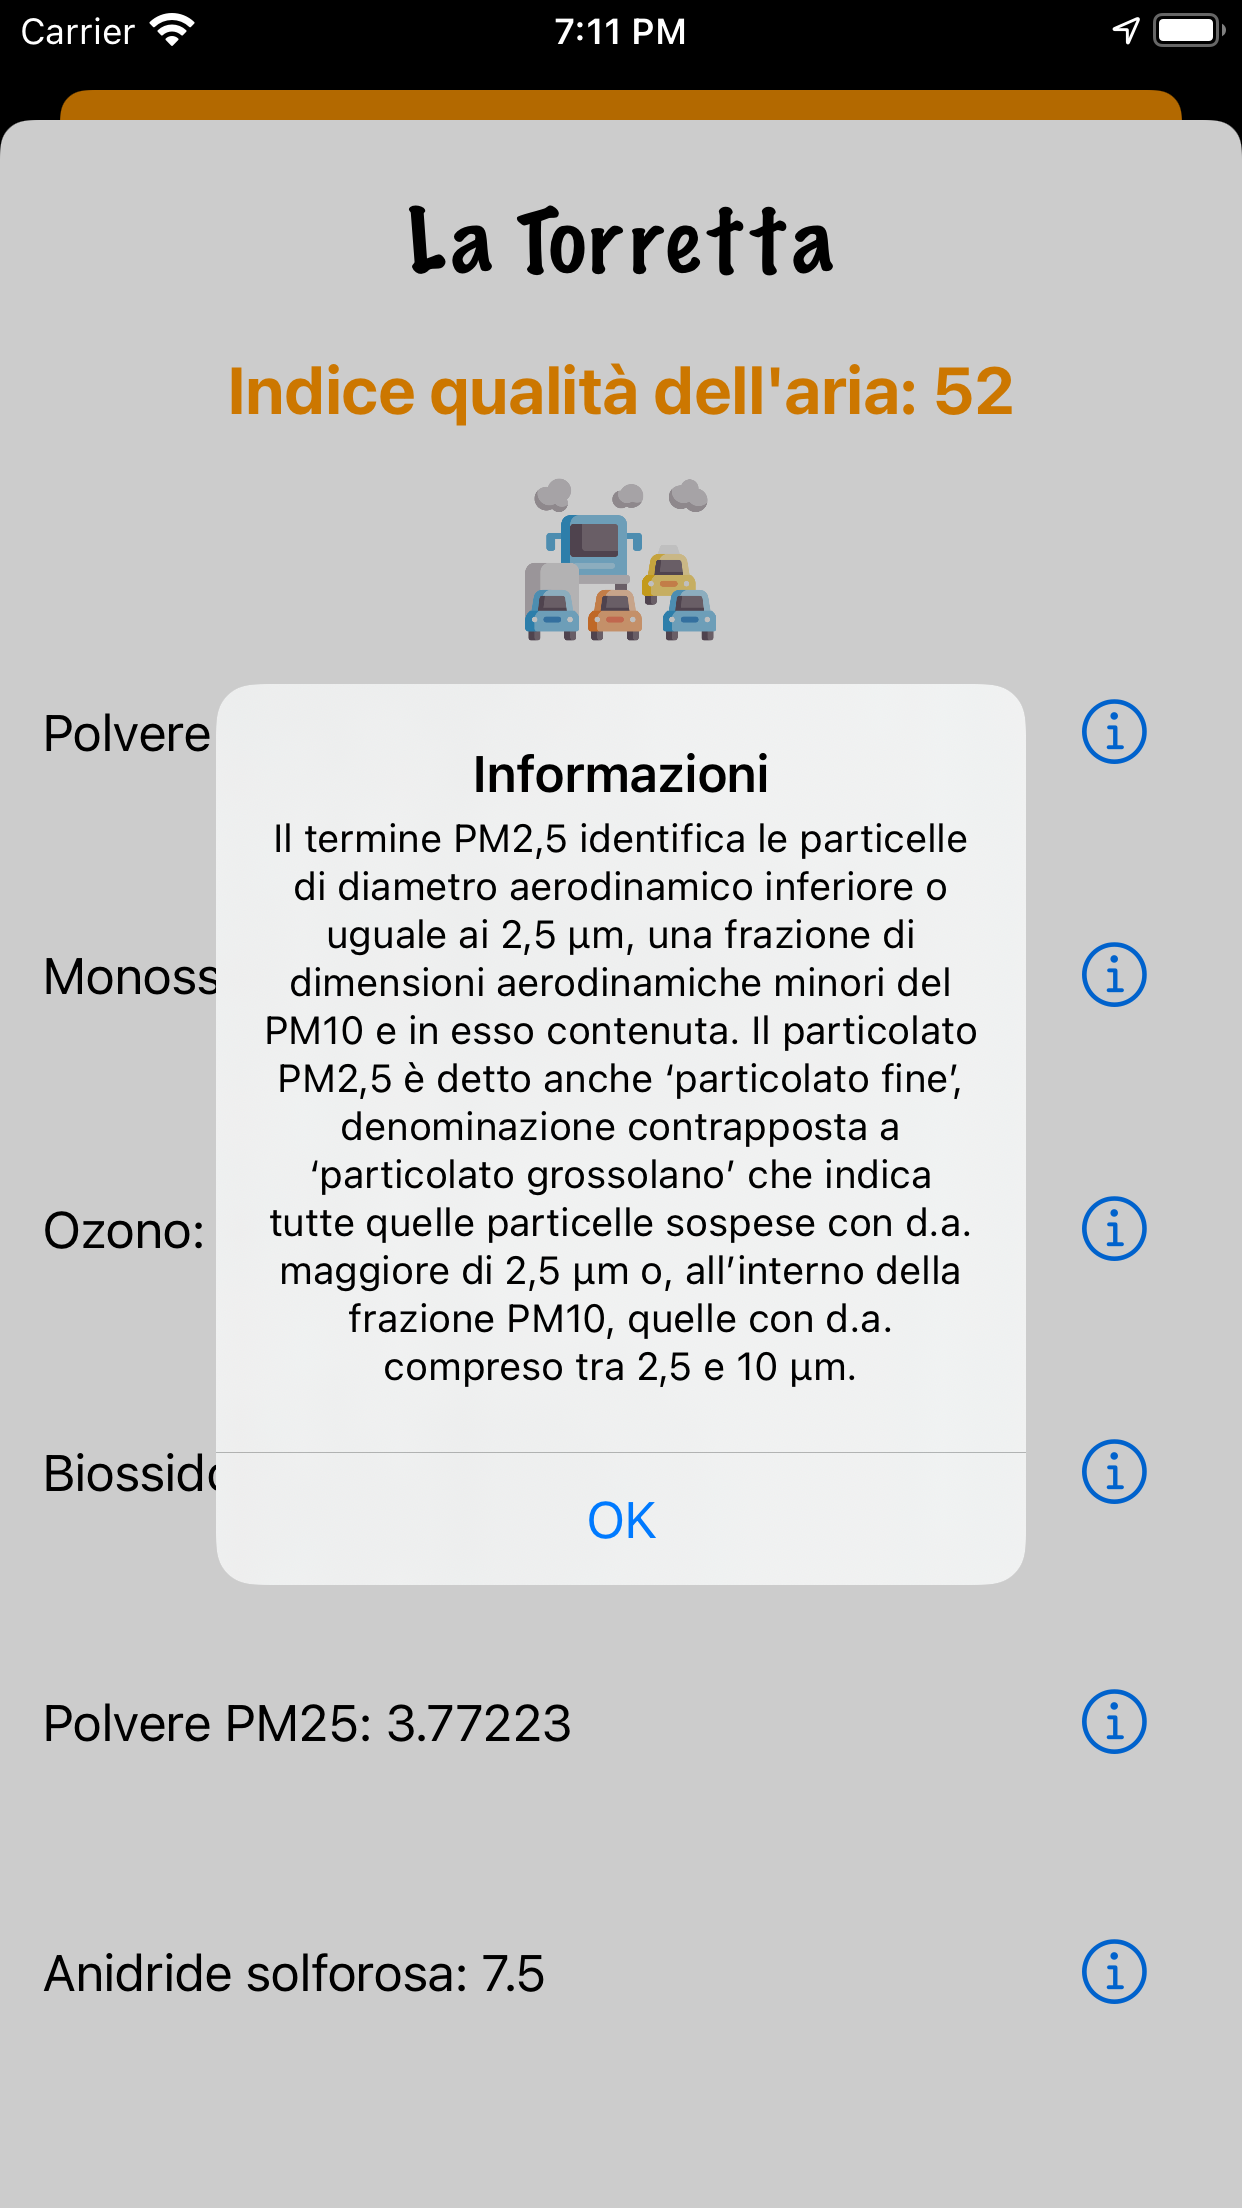 Carrier
7:11 PM
La Torretta
Indice qualità dell'aria: 52
Polvere
Informazioni
Il termine PM2,5 identifica le particelle
di diametro aerodinamico inferiore o
uguale ai 2,5 µm, una frazione di
dimensioni aerodinamiche minori del
PM10 e in esso contenuta. Il particolato
PM2,5 è detto anche ‘particolato fine’,
denominazione contrapposta a
‘particolato grossolano’ che indica
tutte quelle particelle sospese con d.a.
maggiore di 2,5 µm o, all’interno della
frazione PM10, quelle con d.a.
compreso tra 2,5 e 10 µm.
OK
Ozono:
Polvere PM25: 3.77223
Anidride solforosa: 7.5